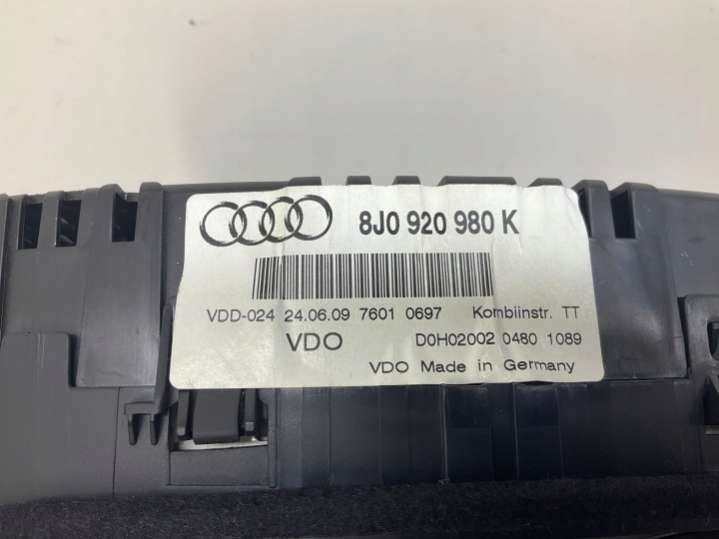 8J0 920 980 K
VDD-024 24.06.09 7601 0697 Kombiinstr. TT
VDO D0H02002 0480 1089
VDO Made in Germany